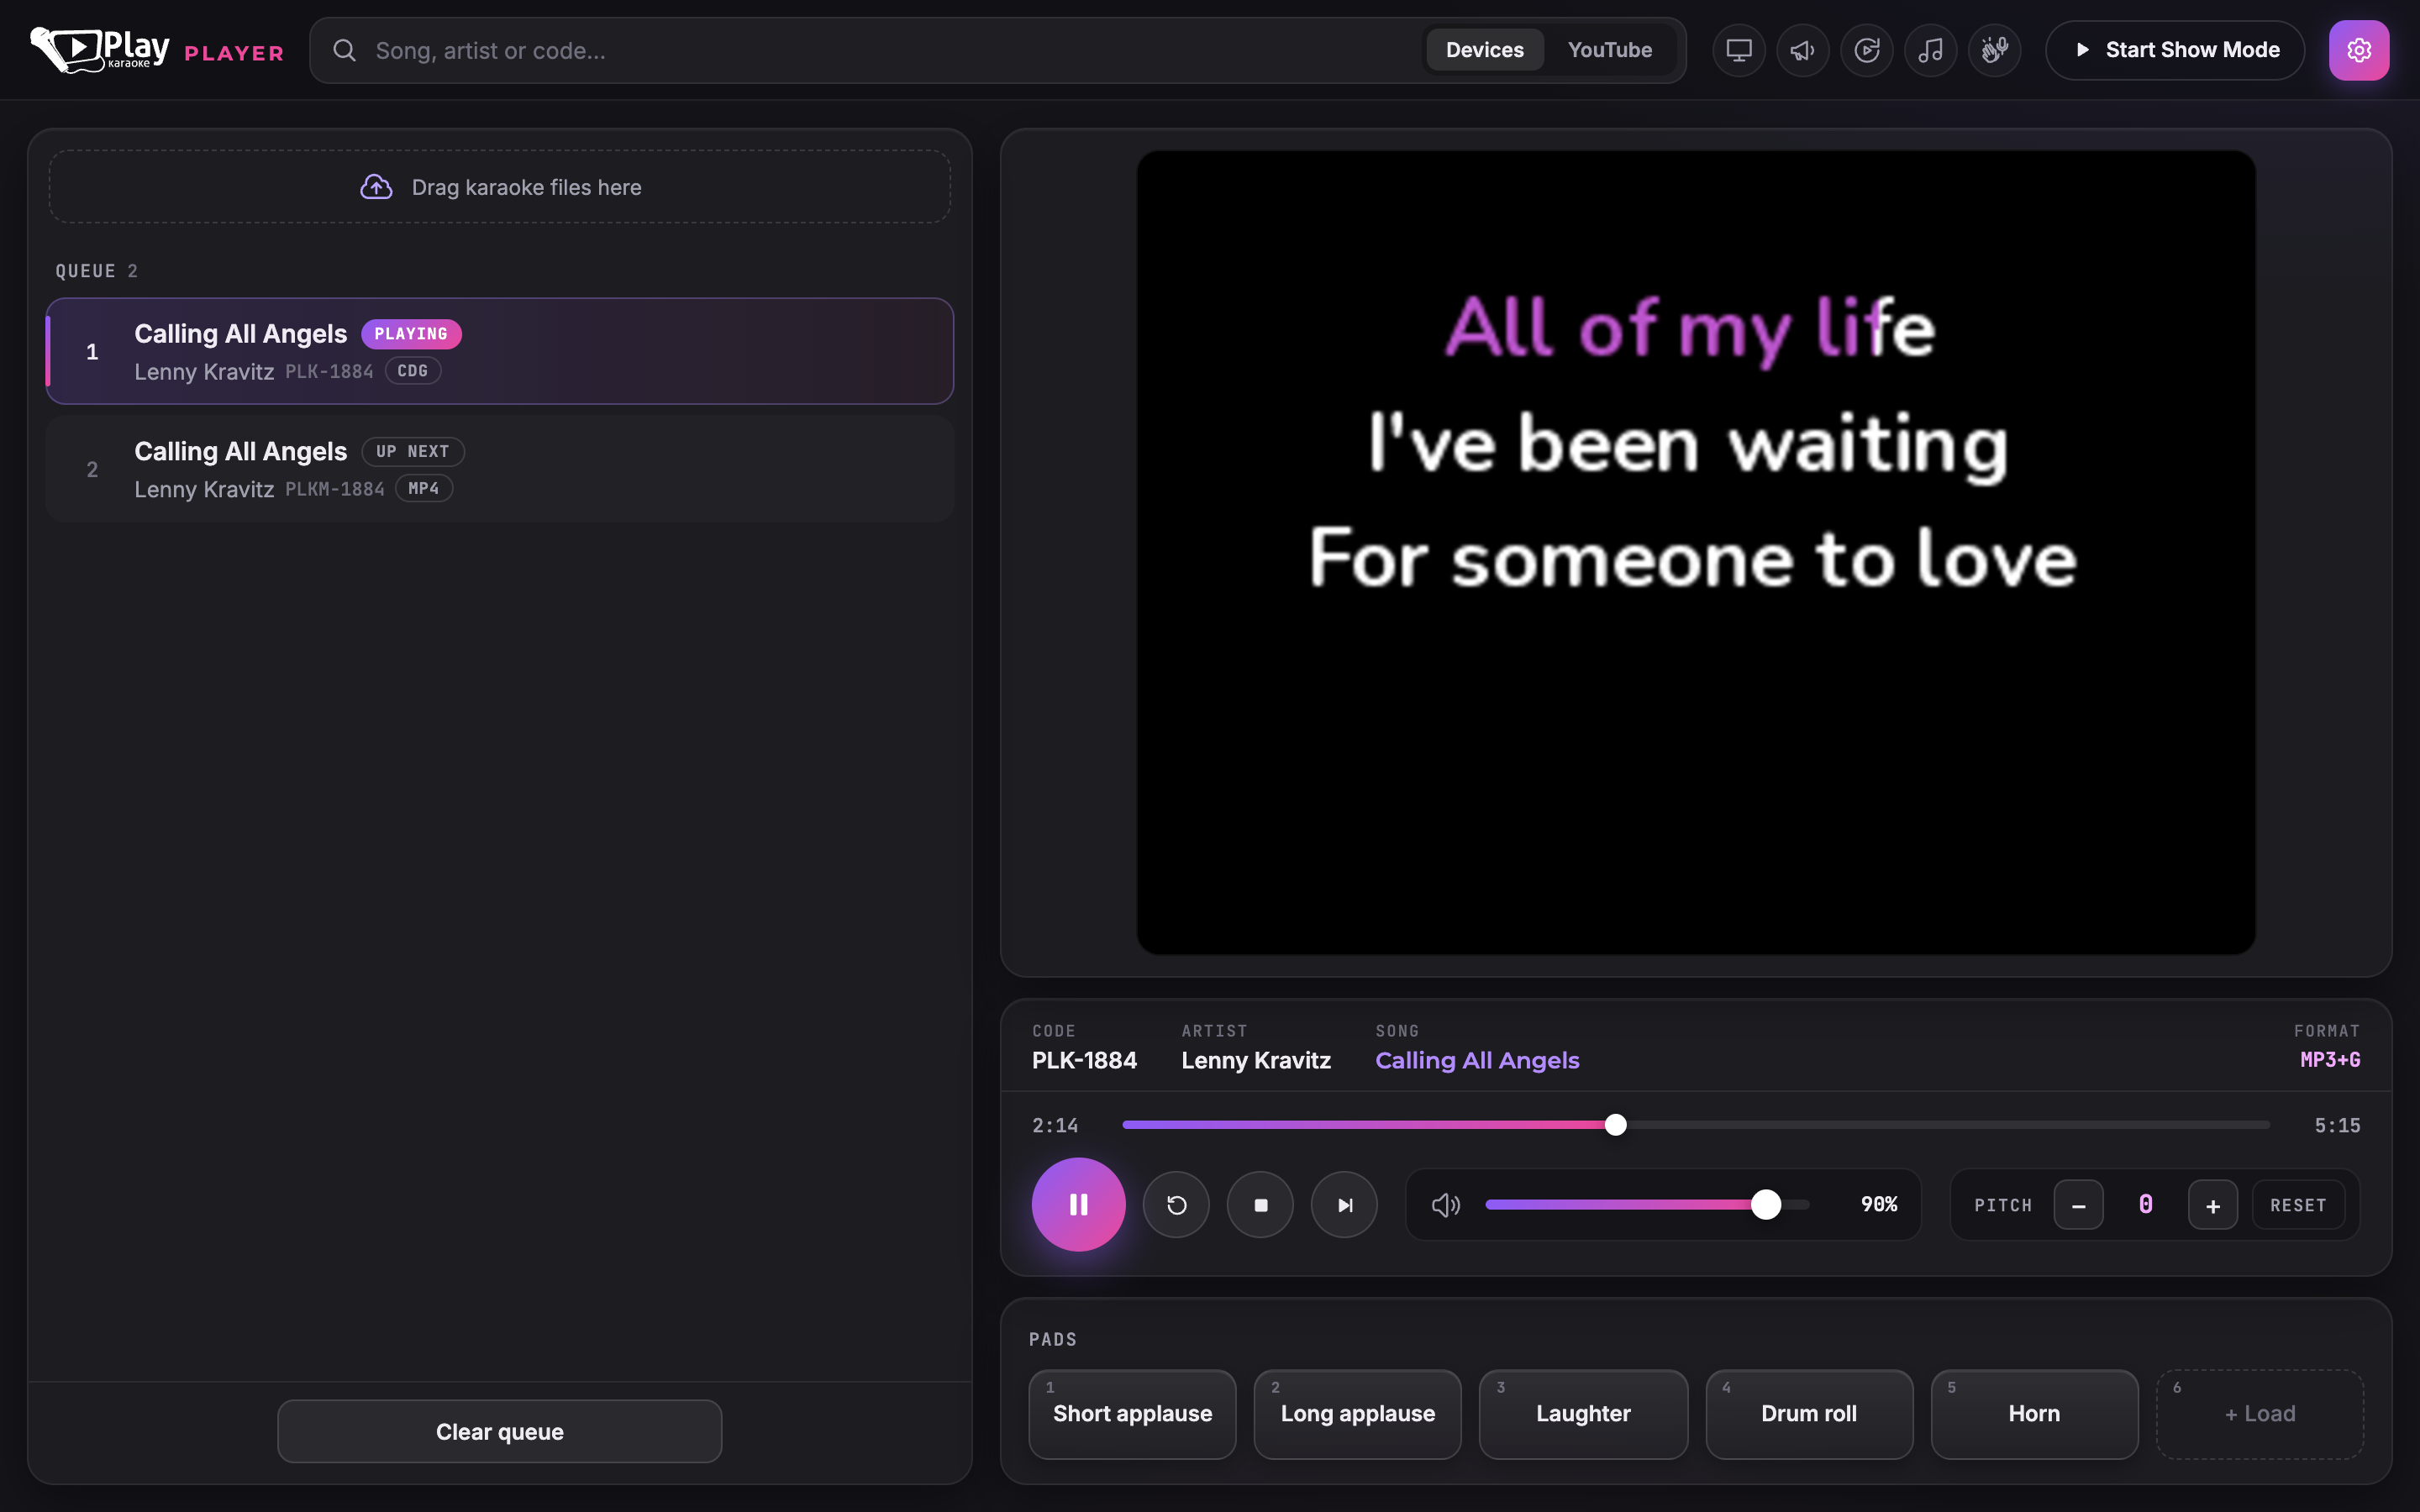 Play
karaoke
PLAYER
Song, artist or code...
Devices
YouTube
Start Show Mode
Drag karaoke files here
QUEUE 2
1
Calling All Angels
PLAYING
Lenny Kravitz PLK-1884 CDG
2
Calling All Angels
UP NEXT
Lenny Kravitz PLKM-1884 MP4
Clear queue
All of my life
I've been waiting
For someone to love
CODE
PLK-1884
ARTIST
Lenny Kravitz
SONG
Calling All Angels
FORMAT
MP3+G
2:14
5:15
90%
PITCH
−
0
+
RESET
PADS
1
Short applause
2
Long applause
3
Laughter
4
Drum roll
5
Horn
6
+ Load